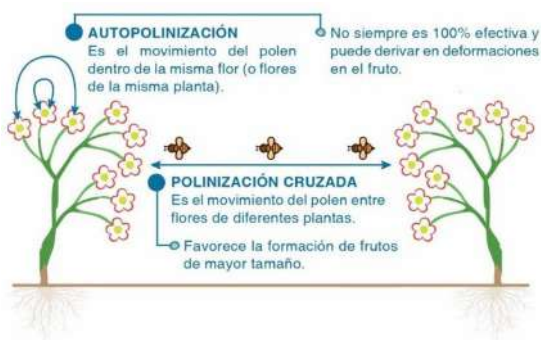 AUTOPOLINIZACIÓN
Es el movimiento del polen
dentro de la misma flor (o flores
de la misma planta).
No siempre es 100% efectiva y
puede derivar en deformaciones
en el fruto.
POLINIZACIÓN CRUZADA
Es el movimiento del polen entre
flores de diferentes plantas.
Favorece la formación de frutos
de mayor tamaño.